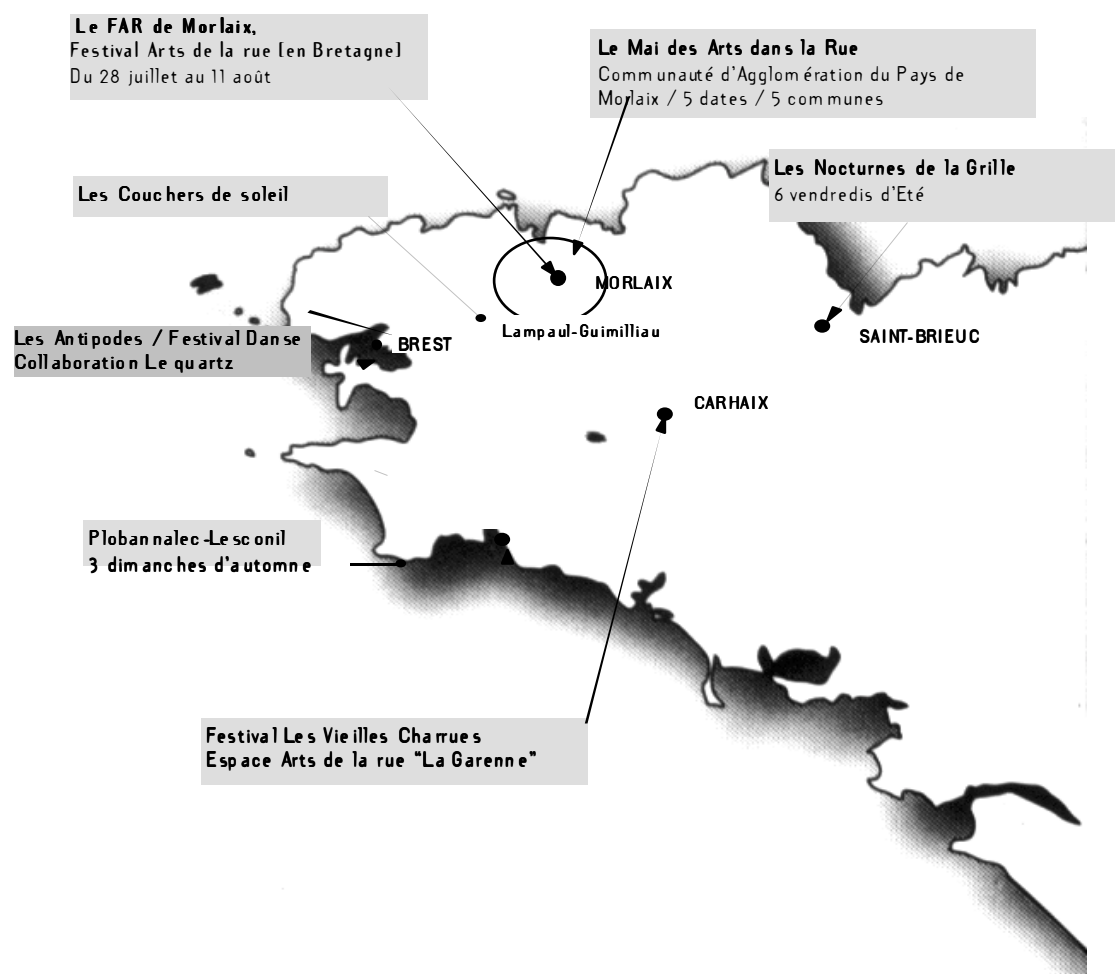 Le FAR de Morlaix,
Festival Arts de la rue [en Bretagne]
Du 28 juillet au 11 août
Le Mai des Arts dans la Rue
Communauté d'Agglomération du Pays de
Morlaix / 5 dates / 5 communes
Les Nocturnes de la Grille
6 vendredis d'Eté
Les Couchers de soleil
MORLAIX
Lampaul-Guimilliau
SAINT-BRIEUC
Les Antipodes / Festival Danse
Collaboration Le quartz
BREST
CARHAIX
Plobannalec-Lesconil
3 dimanches d'automne
Festival Les Vieilles Charrues
Espace Arts de la rue "La Garenne"